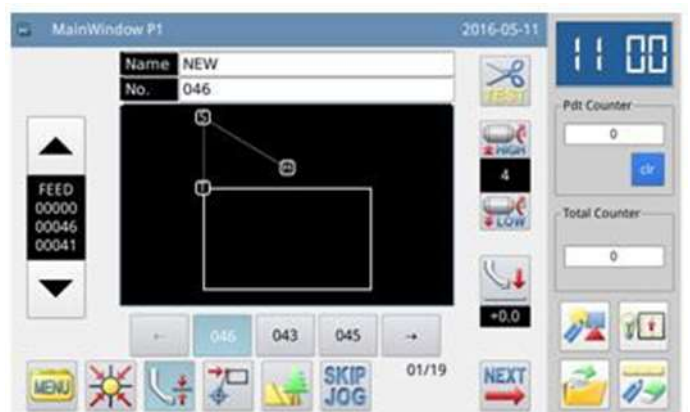 MainWindow P1
2016-05-11
11 00
Name NEW
No. 046
TEST
Pdt Counter
0
clr
HIGH
4
LOW
FEED
00000
00046
00041
Total Counter
0
+0.0
← 046 043 045 →
01/19
MENU
SKIP
JOG
NEXT